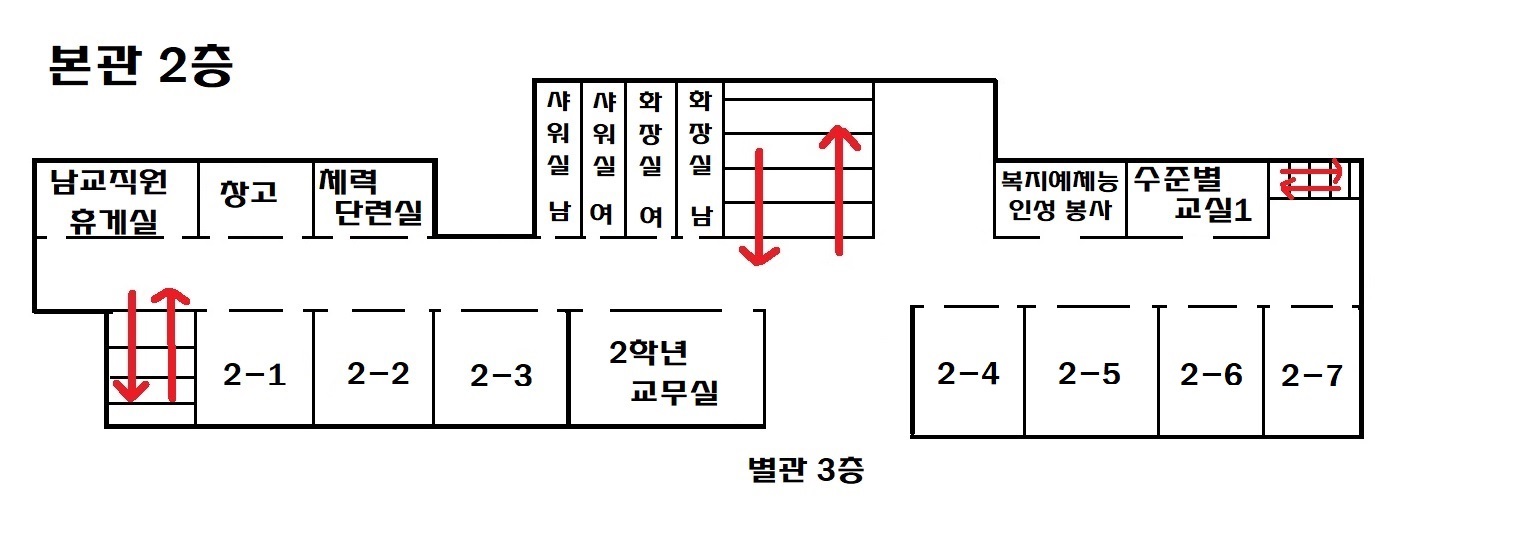 본관 2층
남교직원
휴게실
창고
체력
단련실
샤워실 남
샤워실 여
화장실 여
화장실 남
복지예체능
인성 봉사
수준별
교실1
2-1
2-2
2-3
2학년
교무실
2-4
2-5
2-6
2-7
별관 3층